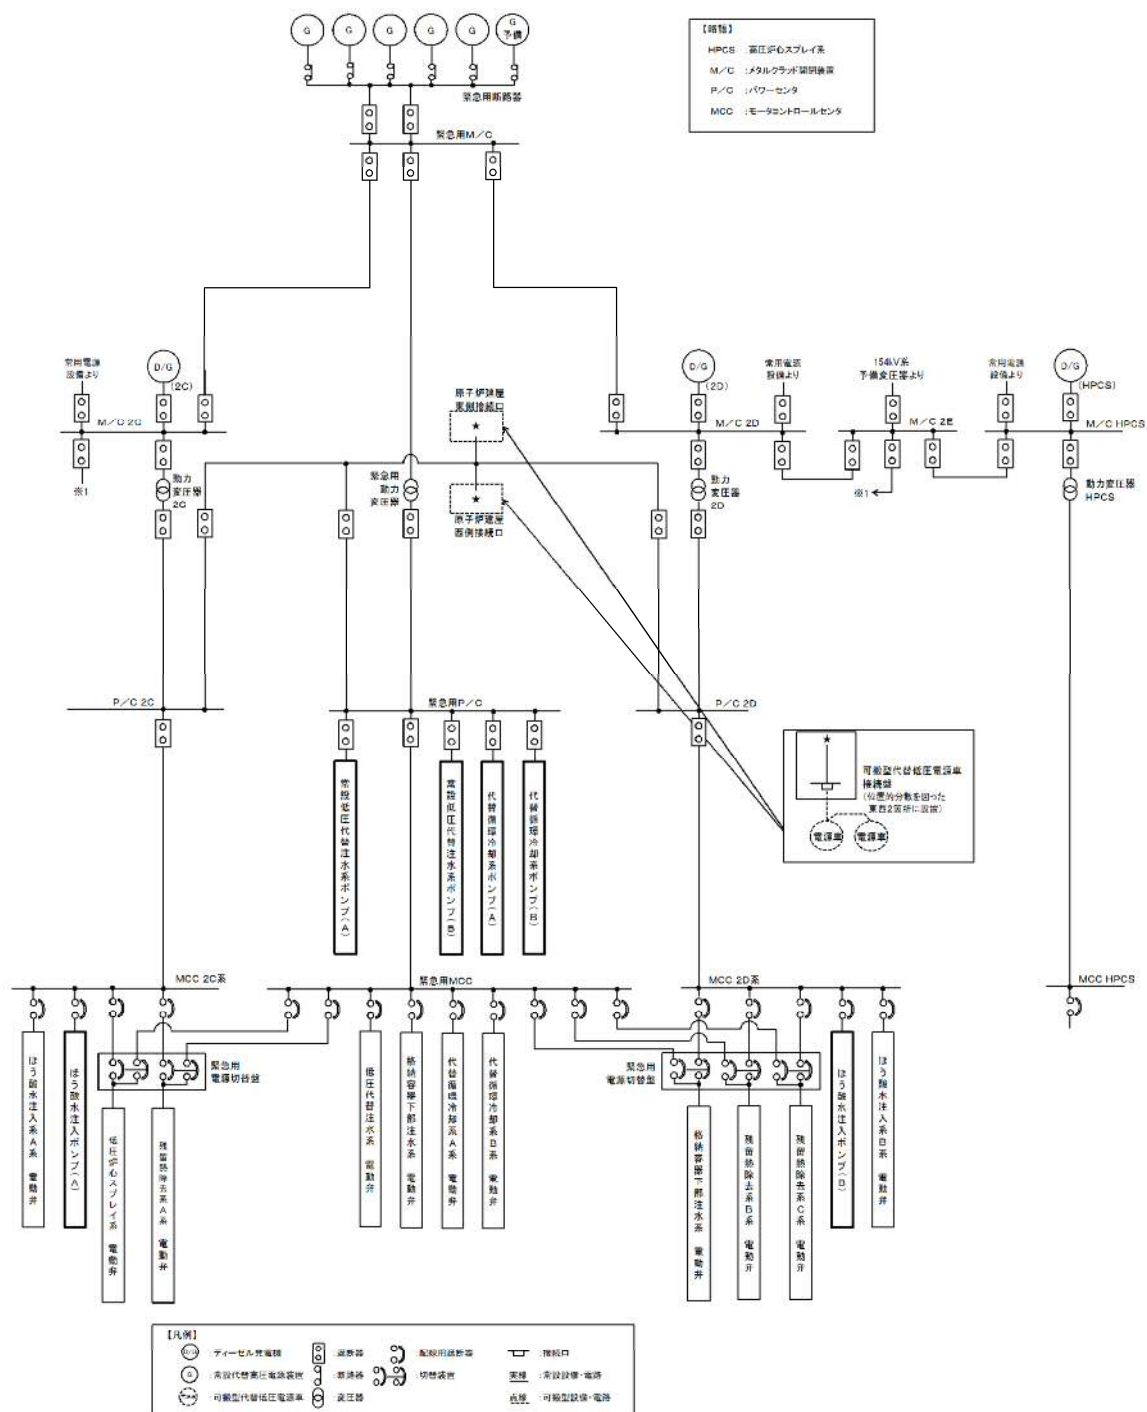 G
G
G
G
G
G
予備
緊急用断路器
緊急用M/C
【略語】
HPCS :高圧炉心スプレイ系
M/C :メタルクラッド開閉装置
P/C :パワーセンタ
MCC :モータコントロールセンタ
常用電源
設備より
D/G
(2C)
M/C 2C
※1
動力
変圧器
2C
原子炉建屋
東側接続口
★
★
原子炉建屋
西側接続口
緊急用
動力
変圧器
D/G
(2D)
M/C 2D
動力
変圧器
2D
常用電源
設備より
154kV系
予備変圧器より
M/C 2E
※1
常用電源
設備より
D/G
(HPCS)
M/C HPCS
動力変圧器
HPCS
P/C 2C
緊急用P/C
P/C 2D
常設低圧代替注水系ポンプ(A)
常設低圧代替注水系ポンプ(B)
代替循環冷却系ポンプ(A)
代替循環冷却系ポンプ(B)
★
可搬型代替低圧電源車
接続盤
(位置的分散を図った
東西2箇所に設置)
電源車
電源車
MCC 2C系
緊急用MCC
MCC 2D系
MCC HPCS
緊急用
電源切替盤
緊急用
電源切替盤
ほう酸水注入系A系 電動弁
ほう酸水注入ポンプ(A)
低圧炉心スプレイ系 電動弁
残留熱除去系A系 電動弁
低圧代替注水系 電動弁
格納容器下部注水系 電動弁
代替循環冷却系A系 電動弁
代替循環冷却系B系 電動弁
格納容器下部注水系 電動弁
残留熱除去系B系 電動弁
残留熱除去系C系 電動弁
ほう酸水注入ポンプ(B)
ほう酸水注入系B系 電動弁
【凡例】
D/G :ディーゼル発電機 :遮断器 :配線用遮断器 :接続口
G :常設代替高圧電源装置 :断路器 :切替装置 実線 :常設設備・電路
:可搬型代替低圧電源車 :変圧器 点線 :可搬型設備・電路